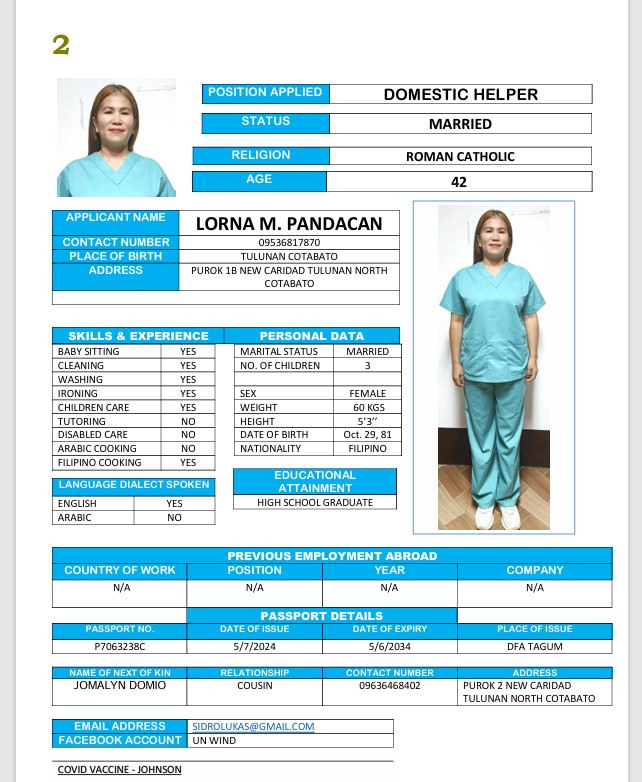 2
POSITION APPLIED DOMESTIC HELPER
STATUS MARRIED
RELIGION ROMAN CATHOLIC
AGE 42
APPLICANT NAME LORNA M. PANDACAN
CONTACT NUMBER 09536817870
PLACE OF BIRTH TULUNAN COTABATO
ADDRESS PUROK 1B NEW CARIDAD TULUNAN NORTH
COTABATO
SKILLS & EXPERIENCE
BABY SITTING YES
CLEANING YES
WASHING YES
IRONING YES
CHILDREN CARE YES
TUTORING NO
DISABLED CARE NO
ARABIC COOKING NO
FILIPINO COOKING YES
LANGUAGE DIALECT SPOKEN
ENGLISH YES
ARABIC NO
PERSONAL DATA
MARITAL STATUS MARRIED
NO. OF CHILDREN 3
SEX FEMALE
WEIGHT 60 KGS
HEIGHT 5'3''
DATE OF BIRTH Oct. 29, 81
NATIONALITY FILIPINO
EDUCATIONAL
ATTAINMENT
HIGH SCHOOL GRADUATE
PREVIOUS EMPLOYMENT ABROAD
COUNTRY OF WORK POSITION YEAR COMPANY
N/A N/A N/A N/A
PASSPORT DETAILS
PASSPORT NO. DATE OF ISSUE DATE OF EXPIRY PLACE OF ISSUE
P7063238C 5/7/2024 5/6/2034 DFA TAGUM
NAME OF NEXT OF KIN RELATIONSHIP CONTACT NUMBER ADDRESS
JOMALYN DOMIO COUSIN 09636468402 PUROK 2 NEW CARIDAD
TULUNAN NORTH COTABATO
EMAIL ADDRESS SIDROLUKAS@GMAIL.COM
FACEBOOK ACCOUNT UN WIND
COVID VACCINE - JOHNSON